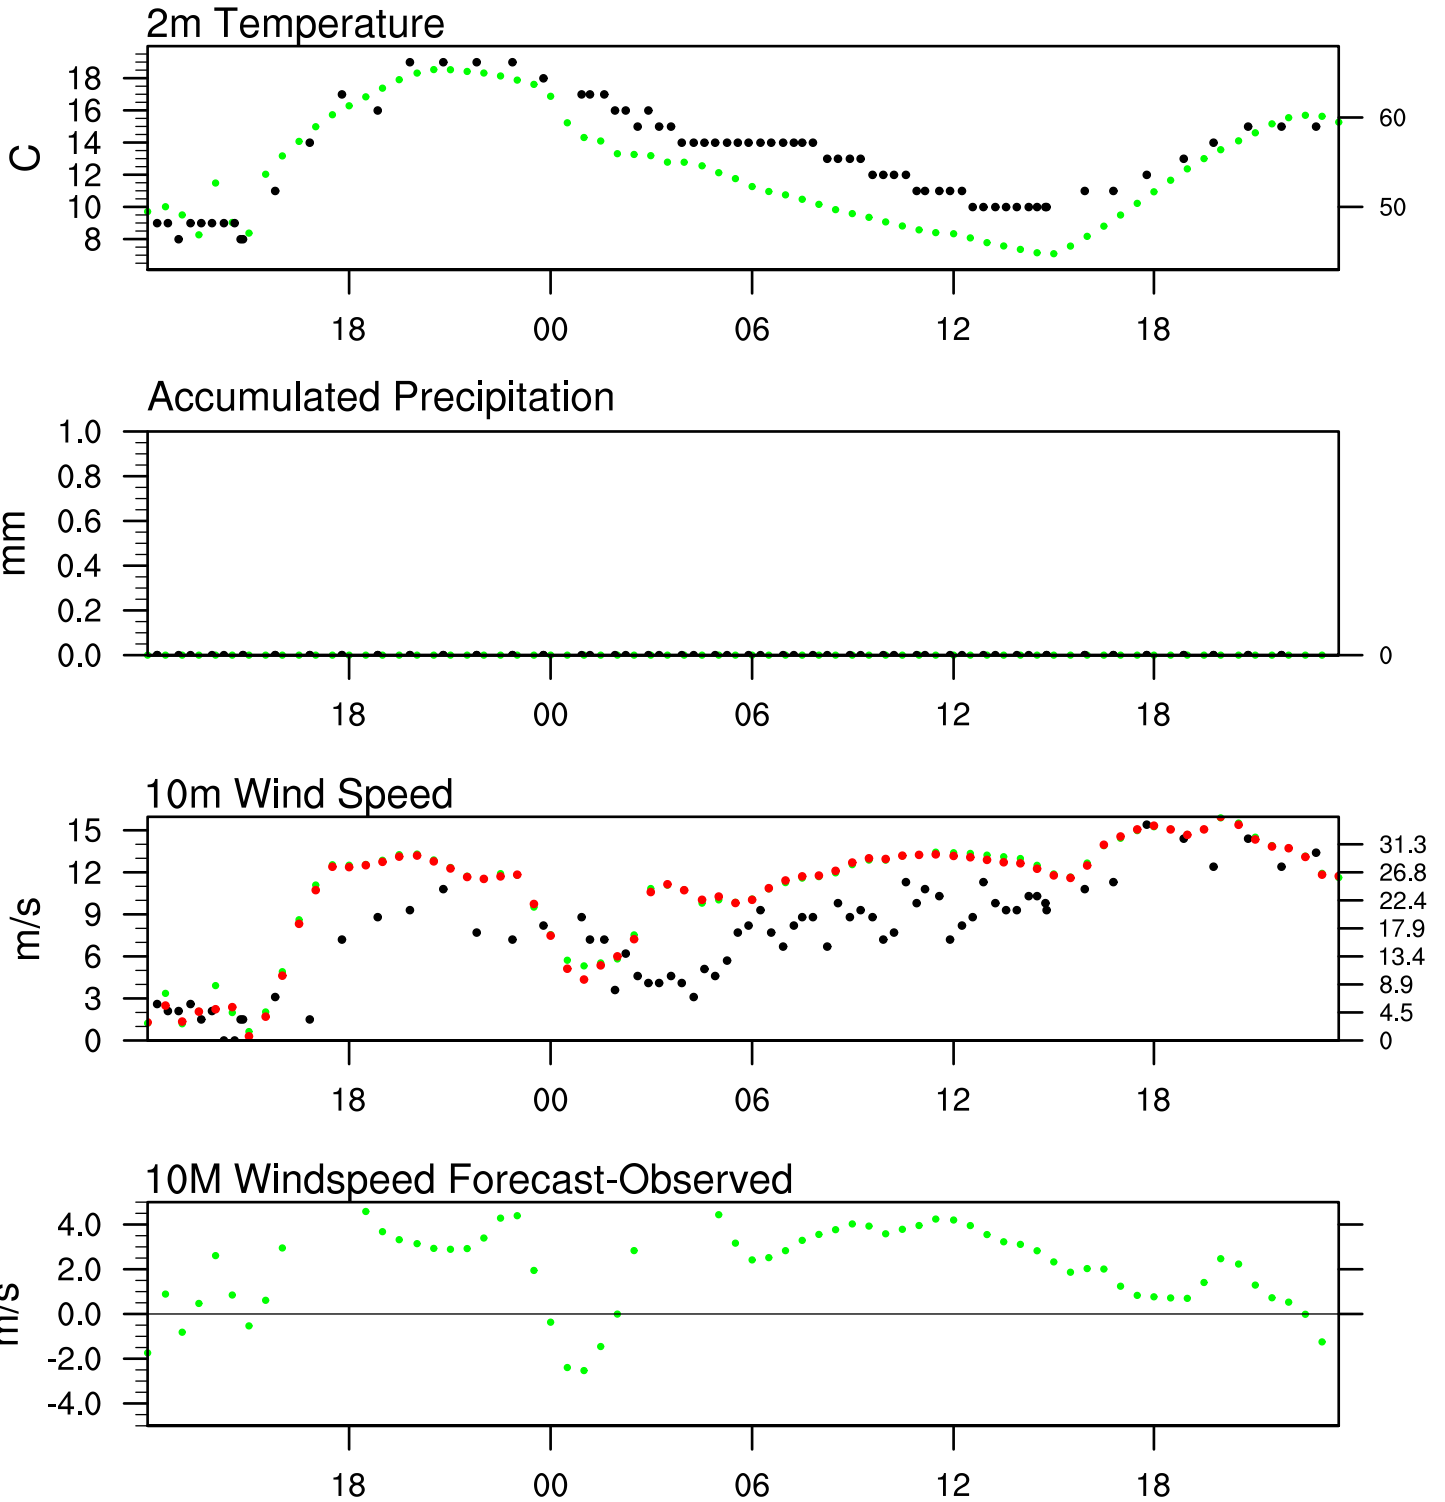 2m Temperature
18
16
14
12
10
8
C
60
50
18 00 06 12 18
Accumulated Precipitation
1.0
0.8
0.6
0.4
0.2
0.0
mm
0
18 00 06 12 18
10m Wind Speed
15
12
9
6
3
0
m/s
31.3
26.8
22.4
17.9
13.4
8.9
4.5
0
18 00 06 12 18
10M Windspeed Forecast-Observed
4.0
2.0
0.0
-2.0
-4.0
m/s
18 00 06 12 18